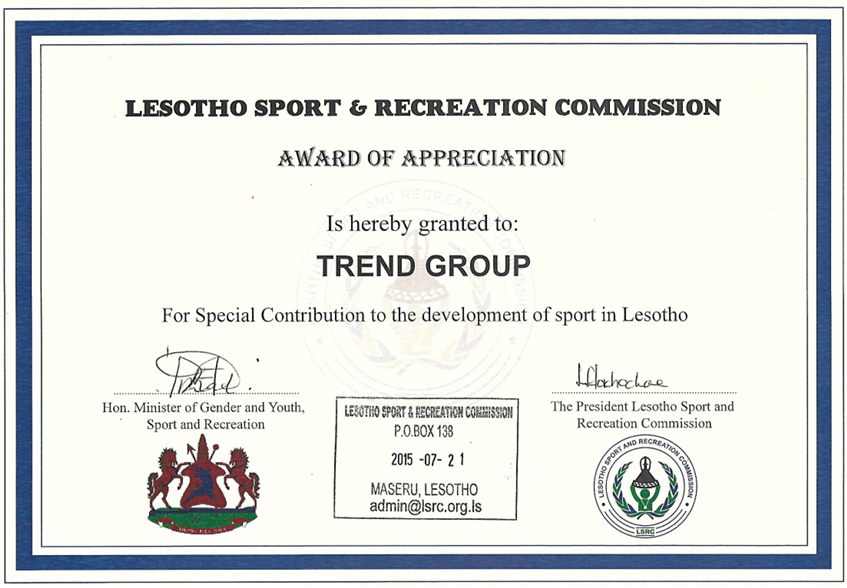 LESOTHO SPORT & RECREATION COMMISSION
AWARD OF APPRECIATION
Is hereby granted to:
TREND GROUP
For Special Contribution to the development of sport in Lesotho
Hon. Minister of Gender and Youth,
Sport and Recreation
The President Lesotho Sport and
Recreation Commission
LESOTHO SPORT & RECREATION COMMISSION
P.O.BOX 138
2015 -07- 21
MASERU, LESOTHO
admin@lsrc.org.ls
LESOTHO SPORT AND RECREATION COMMISSION
LSRC